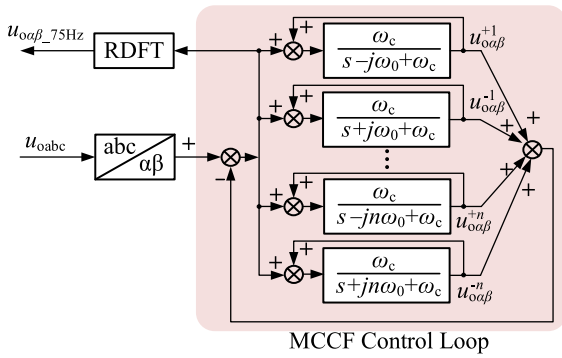 u_oαβ_75Hz
RDFT
+
+
ω_c
s-jω_0+ω_c
u_oαβ^+1
+
+
ω_c
s+jω_0+ω_c
u_oαβ^-1
+
+
u_oabc
abc
αβ
+
-
...
+
+
ω_c
s-jnω_0+ω_c
u_oαβ^+n
+
+
+
ω_c
s+jnω_0+ω_c
u_oαβ^-n
+
MCCF Control Loop